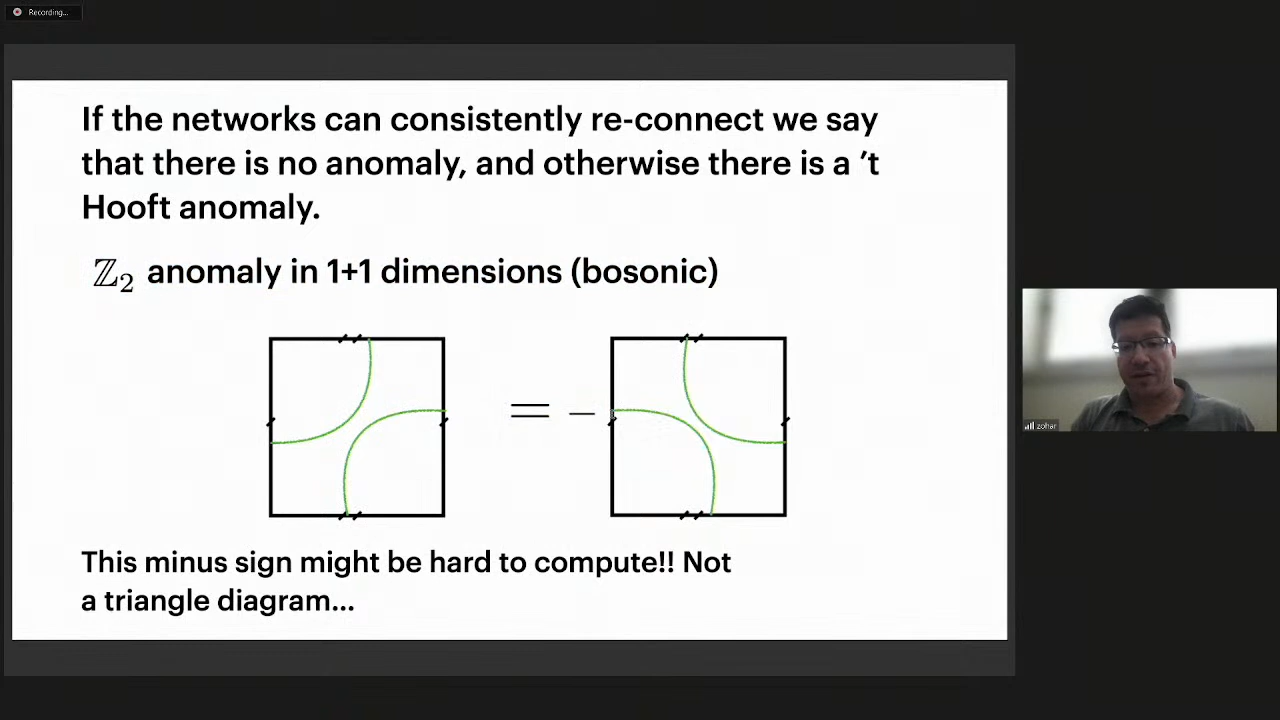 Recording...
If the networks can consistently re-connect we say
that there is no anomaly, and otherwise there is a ’t
Hooft anomaly.
ℤ₂ anomaly in 1+1 dimensions (bosonic)
= −
This minus sign might be hard to compute!! Not
a triangle diagram...
zohar